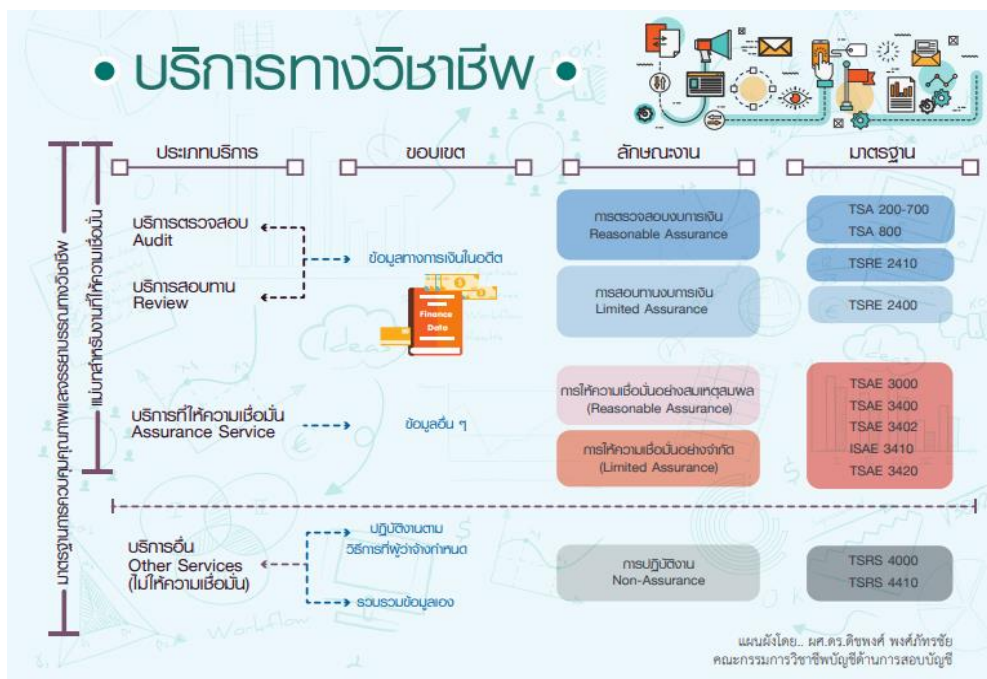 บริการทางวิชาชีพ
ประเภทบริการ
ขอบเขต
ลักษณะงาน
มาตรฐาน
มาตรฐานการควบคุมคุณภาพและจรรยาบรรณทางวิชาชีพ
แม่บทสำหรับงานที่ให้ความเชื่อมั่น
บริการตรวจสอบ
Audit
บริการสอบทาน
Review
ข้อมูลทางการเงินในอดีต
Finance
Data
การตรวจสอบงบการเงิน
Reasonable Assurance
การสอบทานงบการเงิน
Limited Assurance
TSA 200-700
TSA 800
TSRE 2410
TSRE 2400
บริการที่ให้ความเชื่อมั่น
Assurance Service
ข้อมูลอื่น ๆ
การให้ความเชื่อมั่นอย่างสมเหตุสมผล
(Reasonable Assurance)
การให้ความเชื่อมั่นอย่างจำกัด
(Limited Assurance)
TSAE 3000
TSAE 3400
TSAE 3402
ISAE 3410
TSAE 3420
บริการอื่น
Other Services
(ไม่ให้ความเชื่อมั่น)
ปฏิบัติงานตาม
วิธีการที่ผู้ว่าจ้างกำหนด
รวบรวมข้อมูลเอง
การปฏิบัติงาน
Non-Assurance
TSRS 4000
TSRS 4410
Ideas
Workflow
แผนผังโดย.. ผศ.ดร.ดิชพงศ์ พงศ์ภัทรชัย
คณะกรรมการวิชาชีพบัญชีด้านการสอบบัญชี